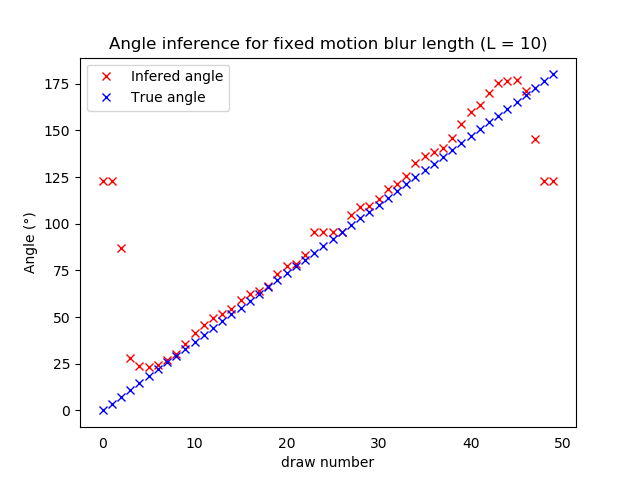 Angle inference for fixed motion blur length (L = 10)
Infered angle
True angle
Angle (°)
175
150
125
100
75
50
25
0
0 10 20 30 40 50
draw number